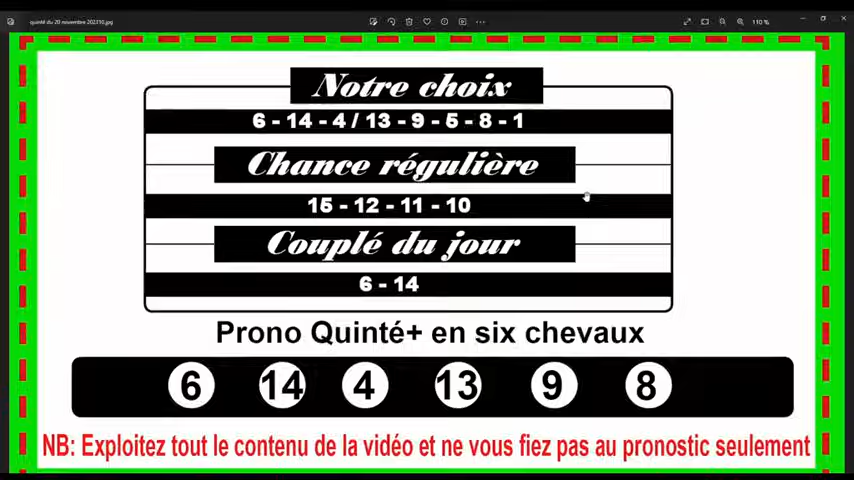 quinté du 20 novembre 202310.jpg
110 %
Notre choix
6 - 14 - 4 / 13 - 9 - 5 - 8 - 1
Chance régulière
15 - 12 - 11 - 10
Couplé du jour
6 - 14
Prono Quinté+ en six chevaux
6 14 4 13 9 8
NB: Exploitez tout le contenu de la vidéo et ne vous fiez pas au pronostic seulement